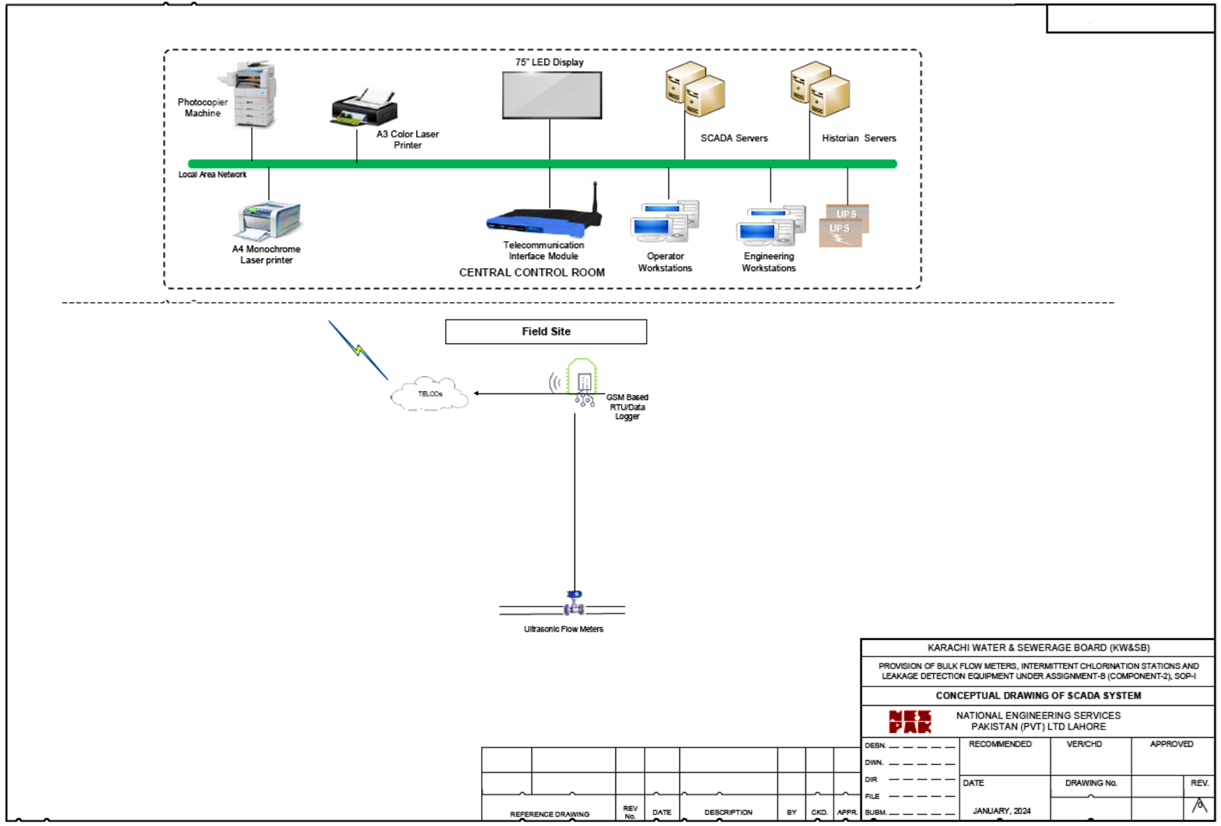 75" LED Display
Photocopier
Machine
A3 Color Laser
Printer
SCADA Servers
Historian Servers
Local Area Network
UPS
UPS
A4 Monochrome
Laser printer
Telecommunication
Interface Module
Operator
Workstations
Engineering
Workstations
CENTRAL CONTROL ROOM
Field Site
TELCOs
GSM Based
RTU/Data
Logger
Ultrasonic Flow Meters
KARACHI WATER & SEWERAGE BOARD (KW&SB)
PROVISION OF BULK FLOW METERS, INTERMITTENT CHLORINATION STATIONS AND
LEAKAGE DETECTION EQUIPMENT UNDER ASSIGNMENT-B (COMPONENT-2), SOP-I
CONCEPTUAL DRAWING OF SCADA SYSTEM
NES
PAK
NATIONAL ENGINEERING SERVICES
PAKISTAN (PVT) LTD LAHORE
DESN.
RECOMMENDED
VER/CHD
APPROVED
DWN.
DIR
DATE
DRAWING No.
REV.
FILE
SUBM.
JANUARY, 2024
REFERENCE DRAWING
REV
No.
DATE
DESCRIPTION
BY
CKD.
APPR.